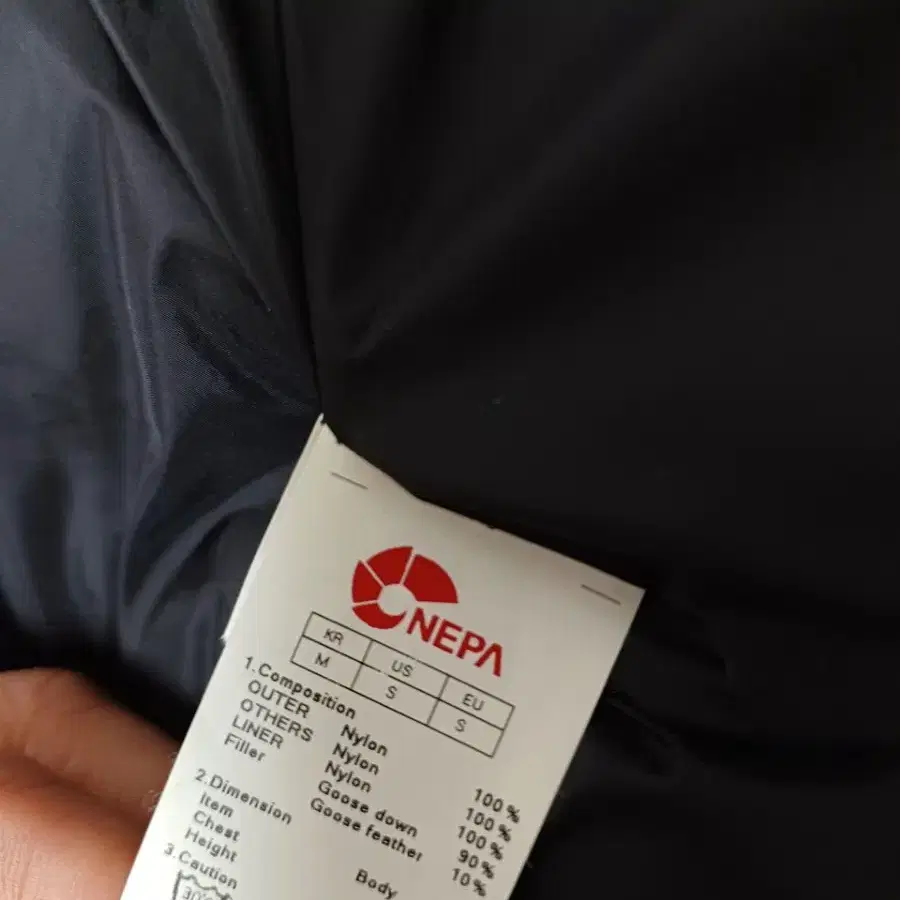 NEPA
KR US EU
M S S
1.Composition
OUTER Nylon 100%
OTHERS Nylon 100%
LINER Nylon 100%
Filler Goose down 90%
Goose feather 10%
2.Dimension
Item Body
Chest
Height
3.Caution